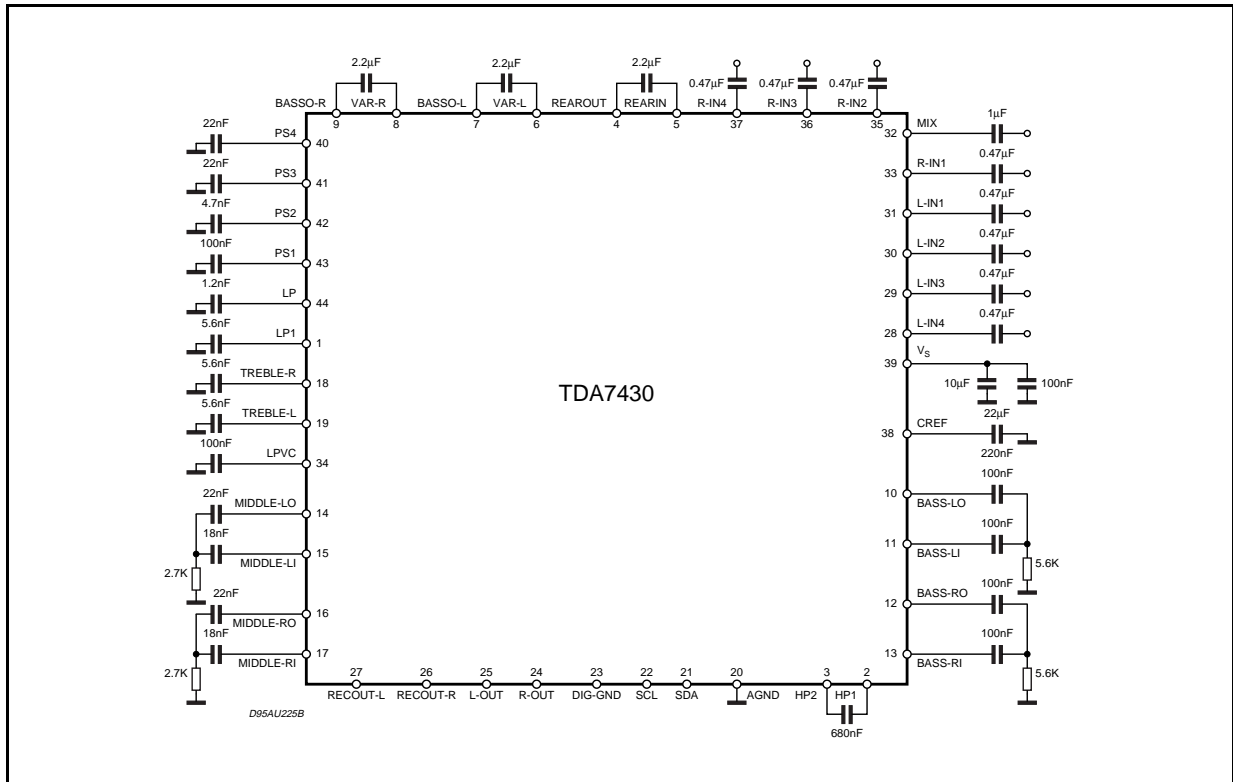 2.2µF 2.2µF 2.2µF
0.47µF 0.47µF 0.47µF
BASSO-R VAR-R BASSO-L VAR-L REAROUT REARIN R-IN4 R-IN3 R-IN2
9 8 7 6 4 5 37 36 35
22nF
PS4
40
22nF
PS3
41
4.7nF
PS2
42
100nF
PS1
43
1.2nF
LP
44
5.6nF
LP1
1
5.6nF
TREBLE-R
18
5.6nF
TREBLE-L
19
100nF
LPVC
34
22nF
MIDDLE-LO
14
18nF
15
MIDDLE-LI
2.7K
22nF
16
MIDDLE-RO
18nF
17
MIDDLE-RI
2.7K
TDA7430
1µF
32
MIX
0.47µF
33
R-IN1
0.47µF
31
L-IN1
0.47µF
30
L-IN2
0.47µF
29
L-IN3
0.47µF
28
L-IN4
39
VS
10µF
100nF
22µF
38
CREF
220nF
100nF
10
BASS-LO
100nF
11
BASS-LI
5.6K
100nF
12
BASS-RO
100nF
13
BASS-RI
5.6K
27 26 25 24 23 22 21 20 3 2
RECOUT-L RECOUT-R L-OUT R-OUT DIG-GND SCL SDA AGND HP2 HP1
680nF
D95AU225B